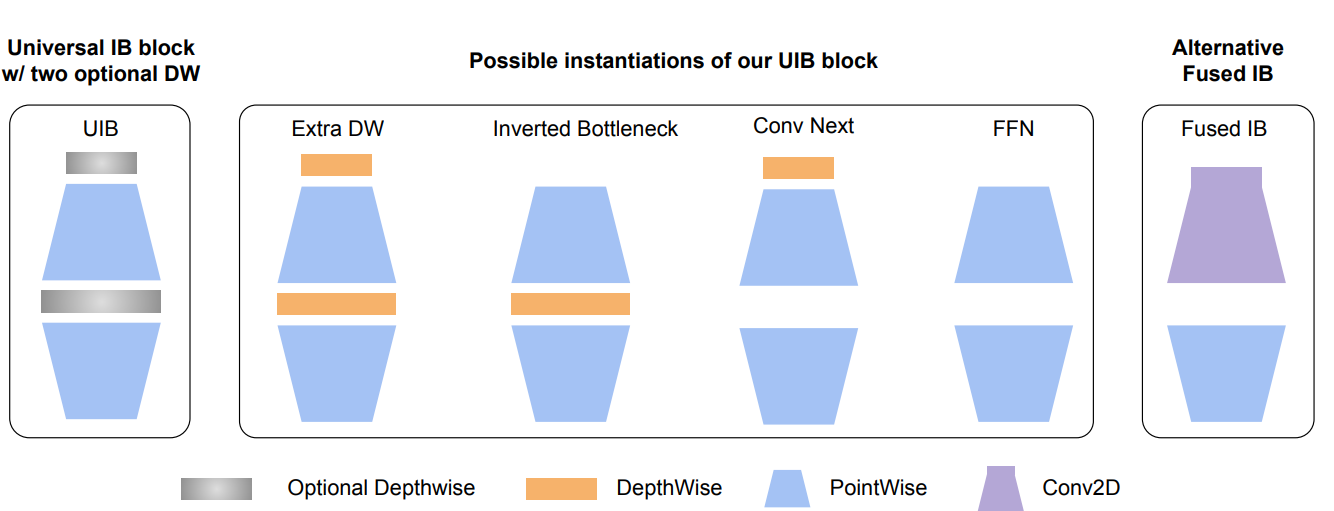 Universal IB block
w/ two optional DW
Possible instantiations of our UIB block
Alternative
Fused IB
UIB
Extra DW
Inverted Bottleneck
Conv Next
FFN
Fused IB
Optional Depthwise
DepthWise
PointWise
Conv2D